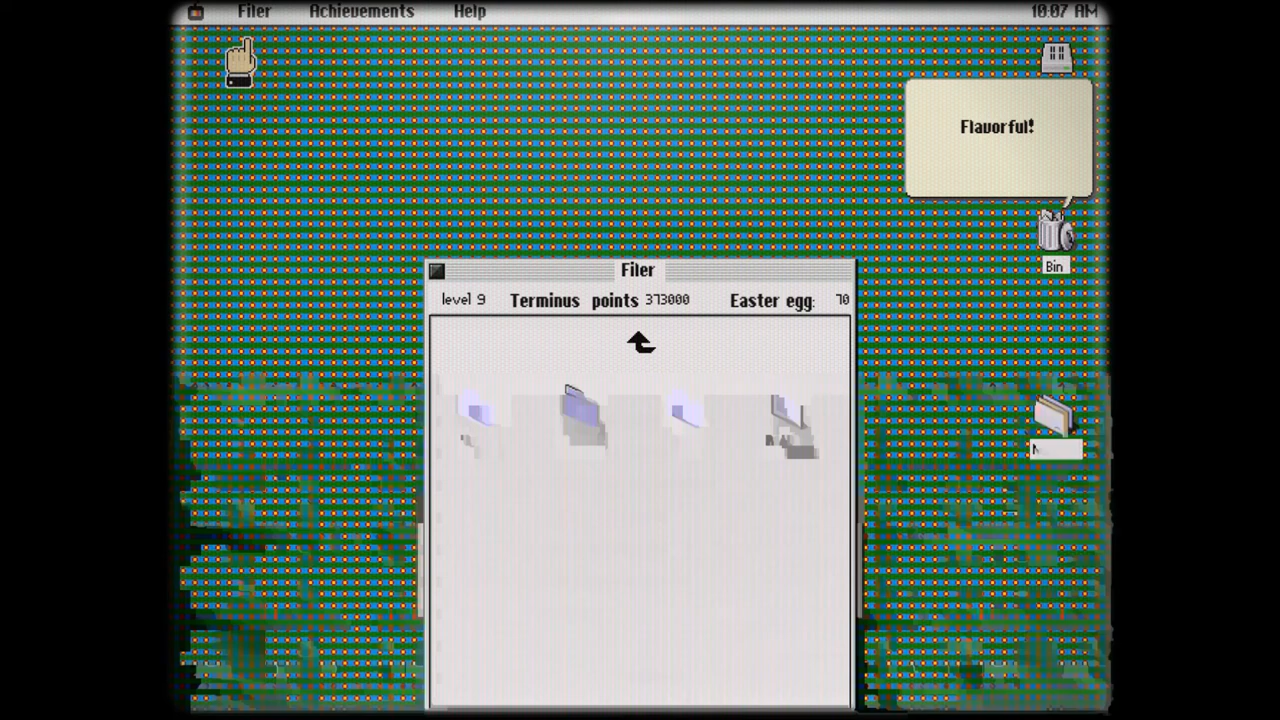 Filer Achievements Help 10:07 AM
Flavorful!
Bin
Filer
level 9 Terminus points 373000 Easter egg: 70